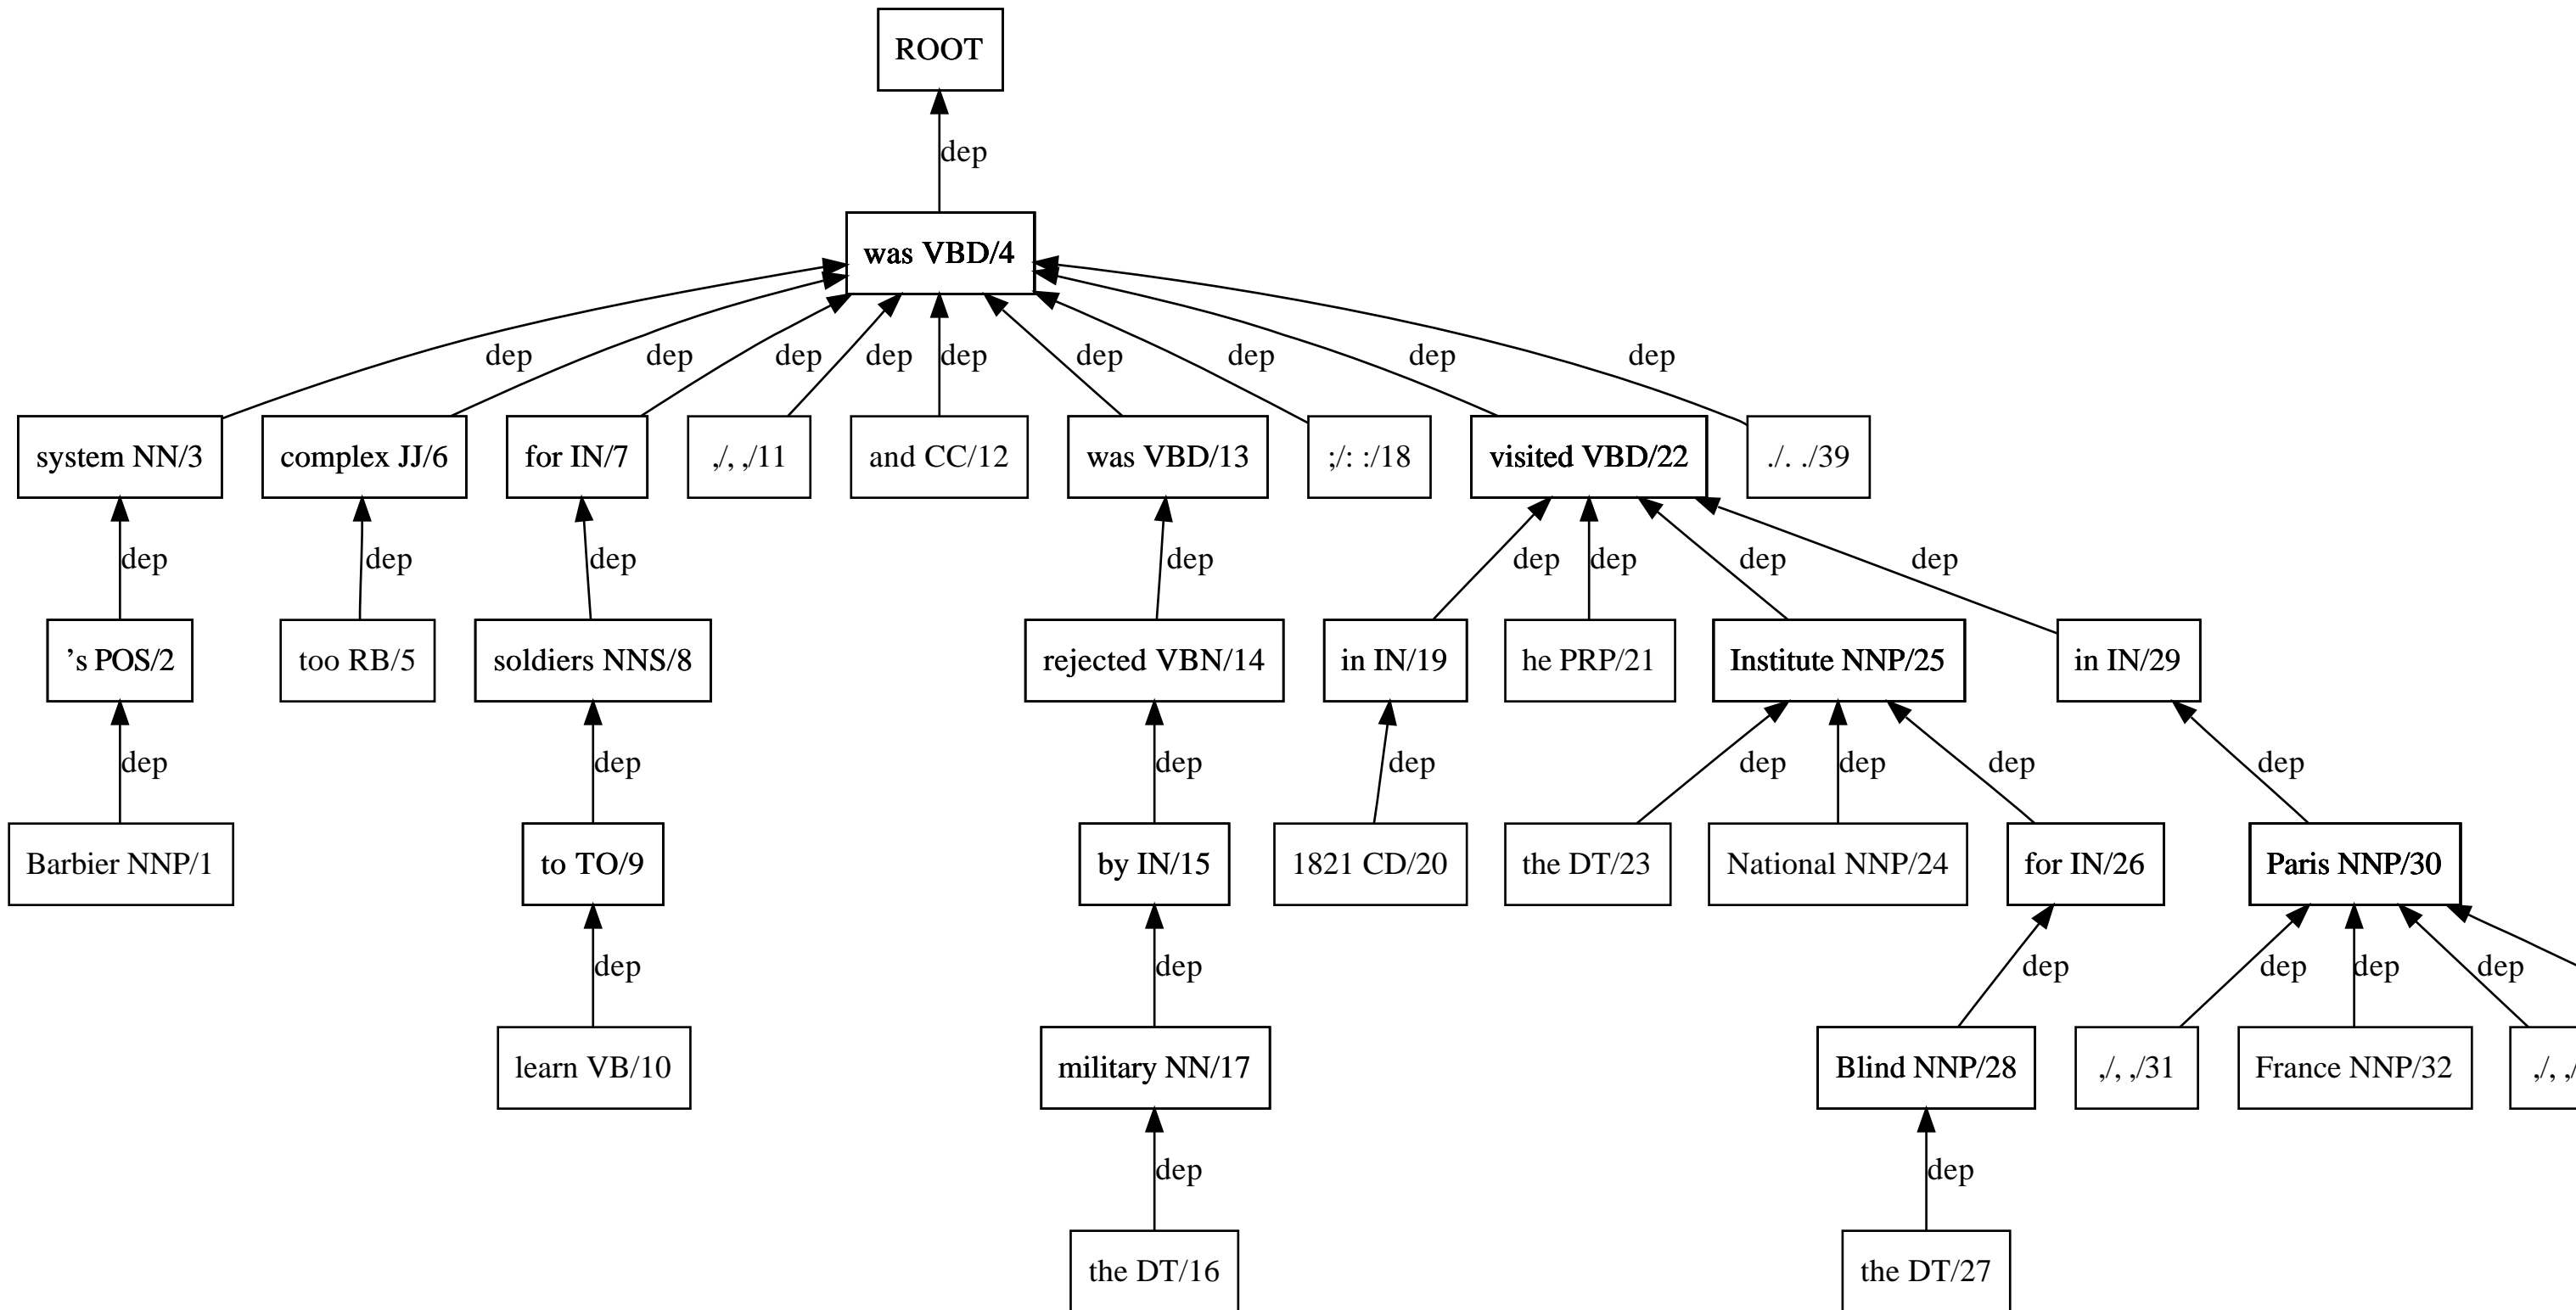 ROOT
dep
was VBD/4
dep dep dep dep dep dep dep dep dep
system NN/3 complex JJ/6 for IN/7 ,/, ,/11 and CC/12 was VBD/13 ;/: :/18 visited VBD/22 ./. ./39
dep dep dep dep dep dep dep dep
’s POS/2 too RB/5 soldiers NNS/8 rejected VBN/14 in IN/19 he PRP/21 Institute NNP/25 in IN/29
dep dep dep dep dep dep dep dep
Barbier NNP/1 to TO/9 by IN/15 1821 CD/20 the DT/23 National NNP/24 for IN/26 Paris NNP/30
dep dep dep dep dep dep
learn VB/10 military NN/17 Blind NNP/28 ,/, ,/31 France NNP/32 ,/, ,/
dep dep
the DT/16 the DT/27